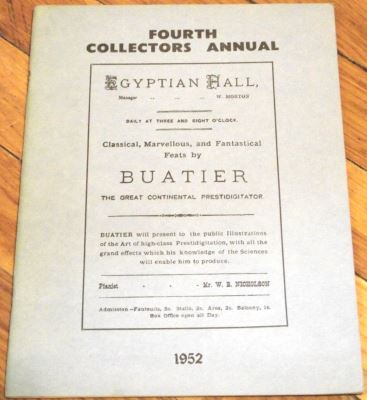 FOURTH
COLLECTORS ANNUAL
EGYPTIAN HALL,
Manager .. .. .. W. MORTON
DAILY AT THREE AND EIGHT O'CLOCK.
Classical, Marvellous, and Fantastical
Feats by
BUATIER
THE GREAT CONTINENTAL PRESTIDIGITATOR
BUATIER will present to the public Illustrations
of the Art of high-class Prestidigitation, with all the
grand effects which his knowledge of the Sciences
will enable him to produce.
Pianist - - - Mr. W. B. NICHOLSON
Admission—Fauteuils, 5s. Stalls, 3s. Area, 2s. Balcony, 1s.
Box Office open all Day.
1952